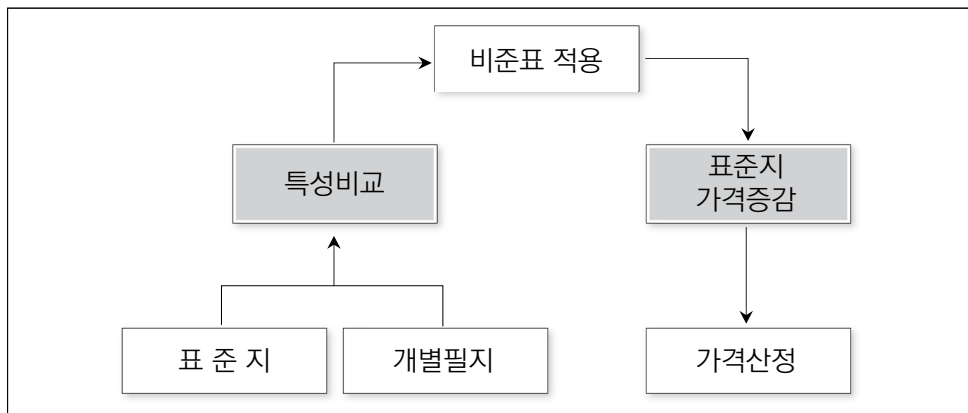 비준표 적용
특성비교
표준지
가격증감
표 준 지
개별필지
가격산정